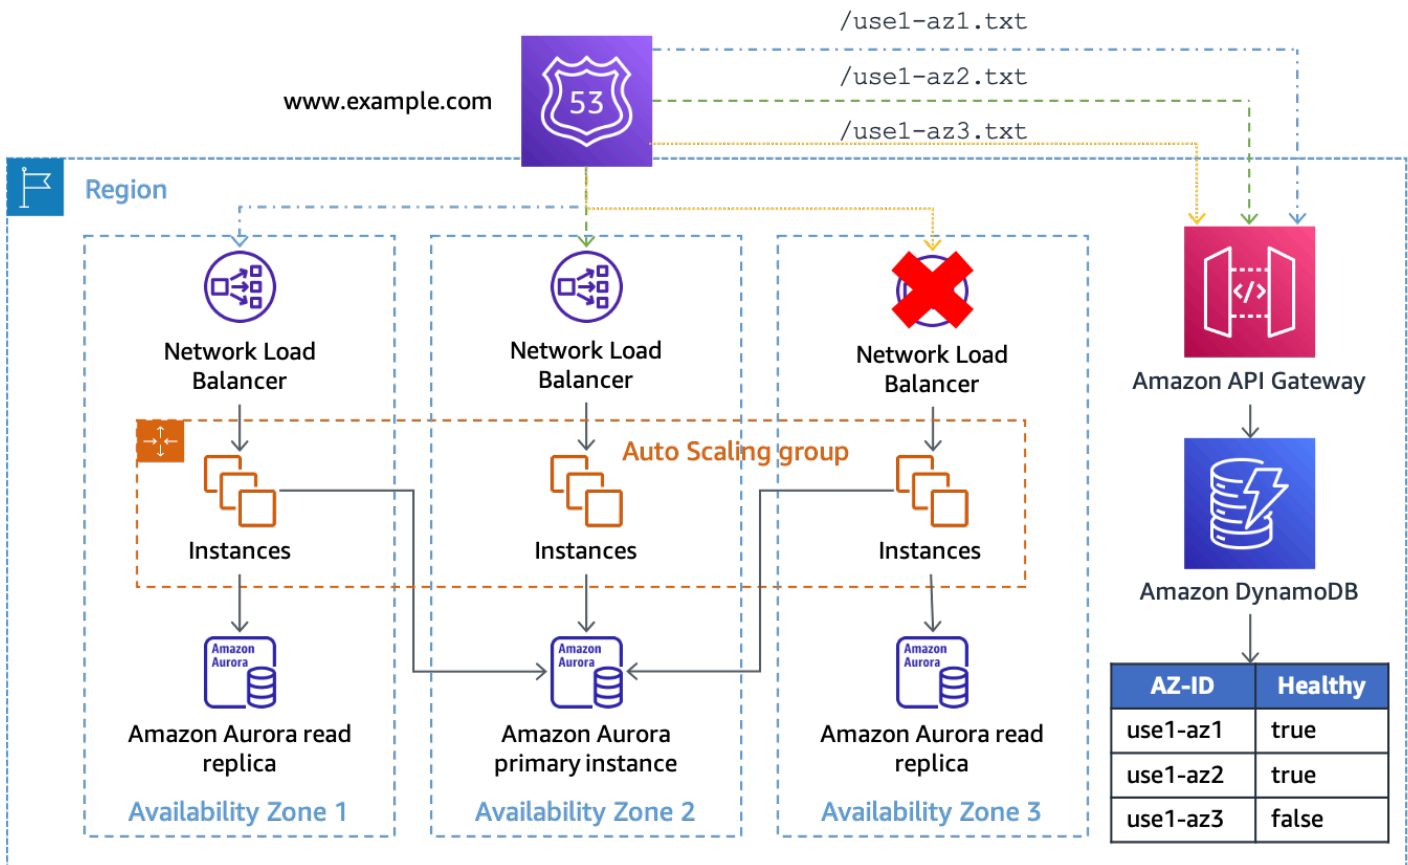 /use1-az1.txt
/use1-az2.txt
/use1-az3.txt
www.example.com
53
Region
Network Load
Balancer
Network Load
Balancer
Network Load
Balancer
</>
Amazon API Gateway
Auto Scaling group
Instances
Instances
Instances
Amazon DynamoDB
Amazon
Aurora
Amazon
Aurora
Amazon
Aurora
Amazon Aurora read
replica
Amazon Aurora
primary instance
Amazon Aurora read
replica
Availability Zone 1
Availability Zone 2
Availability Zone 3
AZ-ID Healthy
use1-az1 true
use1-az2 true
use1-az3 false